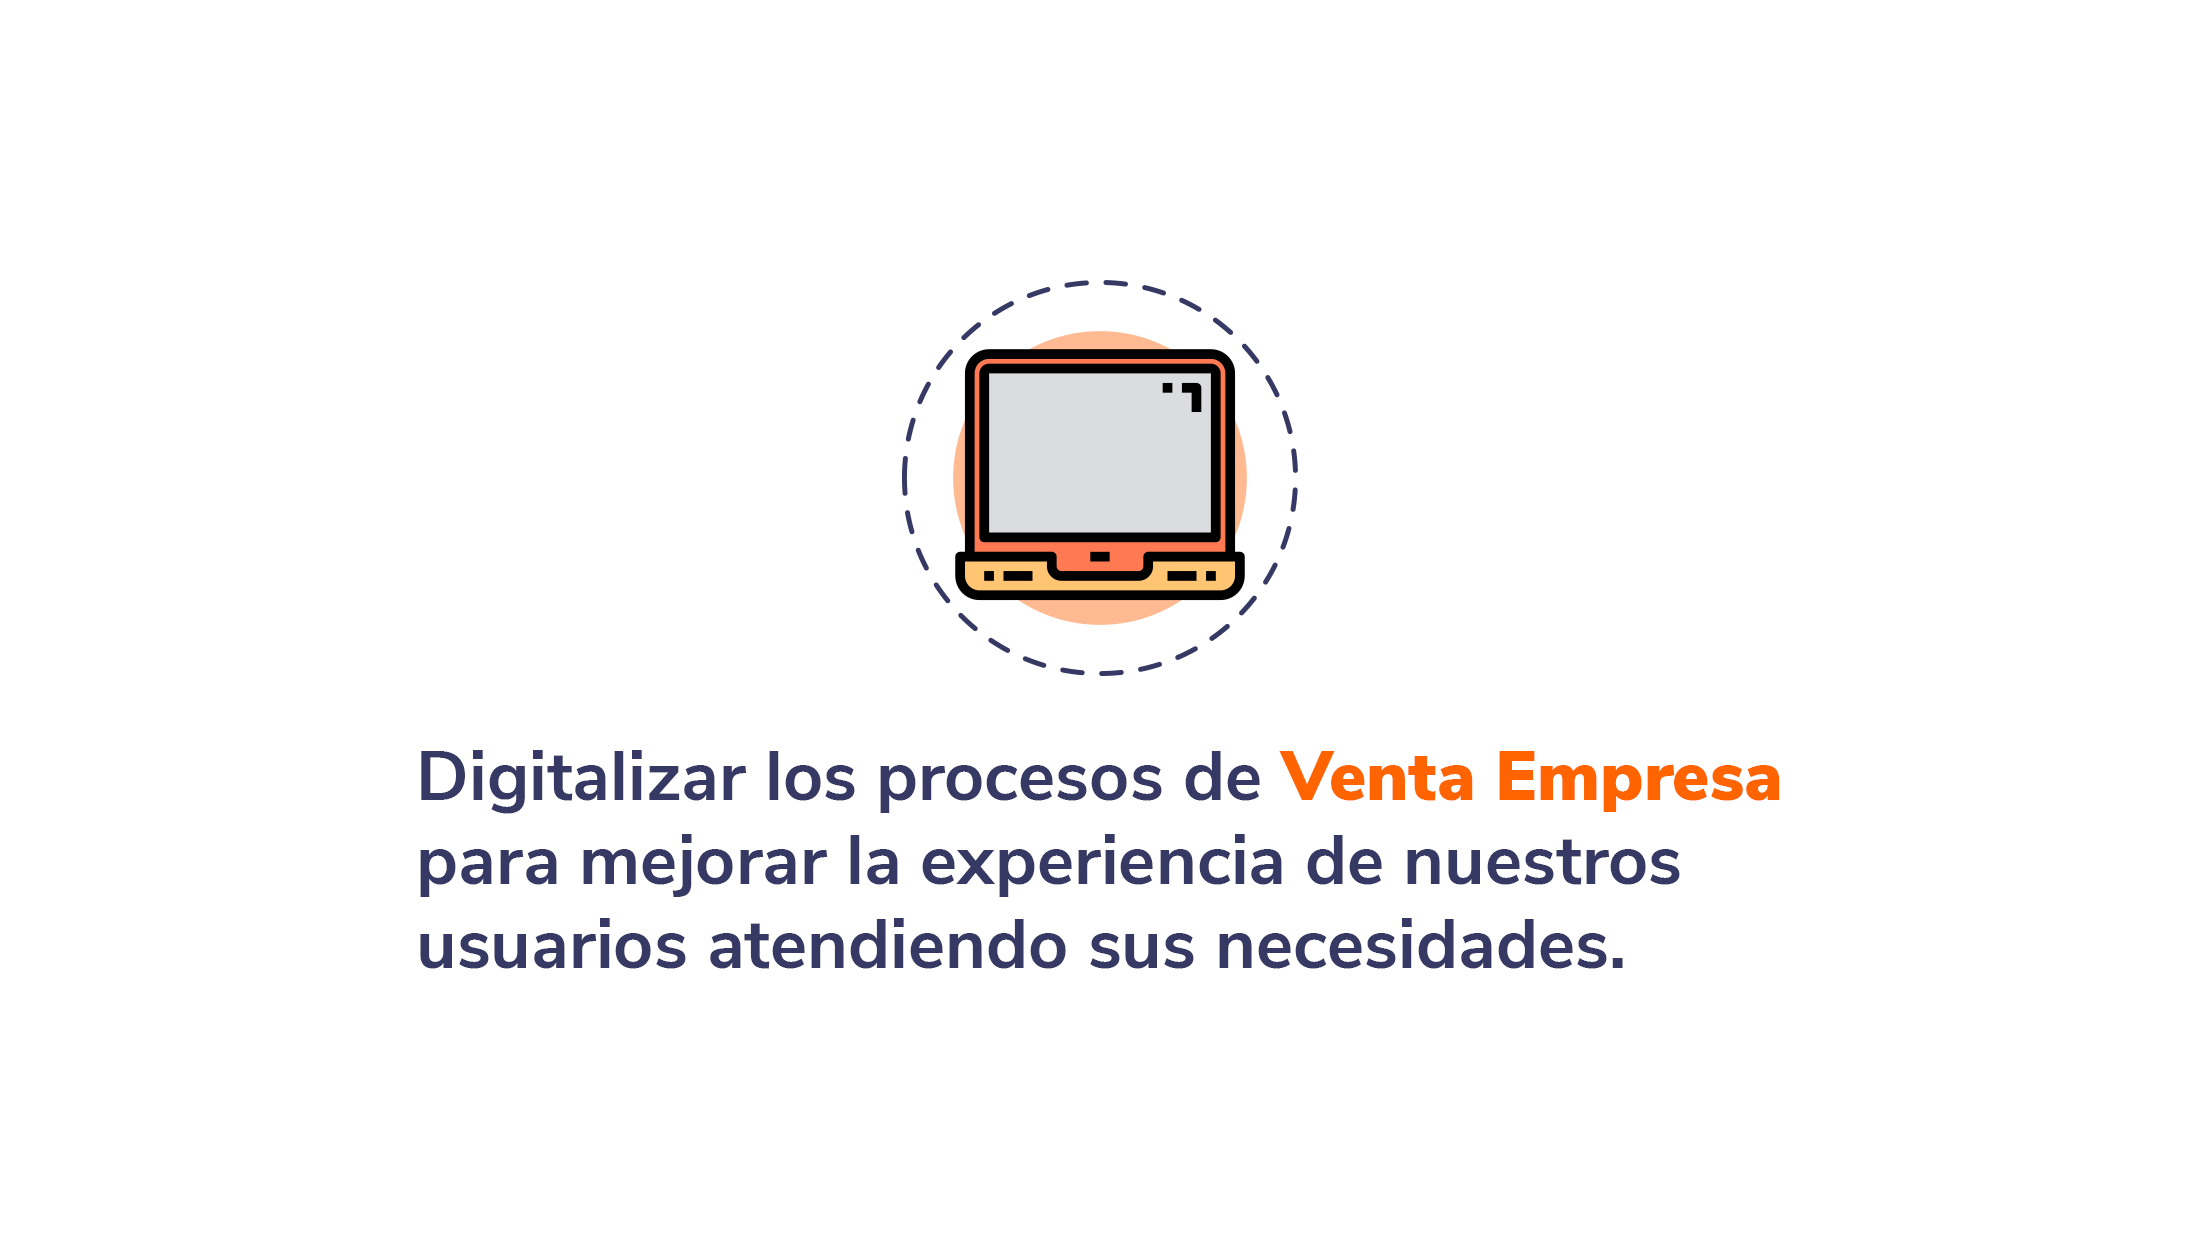 Digitalizar los procesos de Venta Empresa
para mejorar la experiencia de nuestros
usuarios atendiendo sus necesidades.